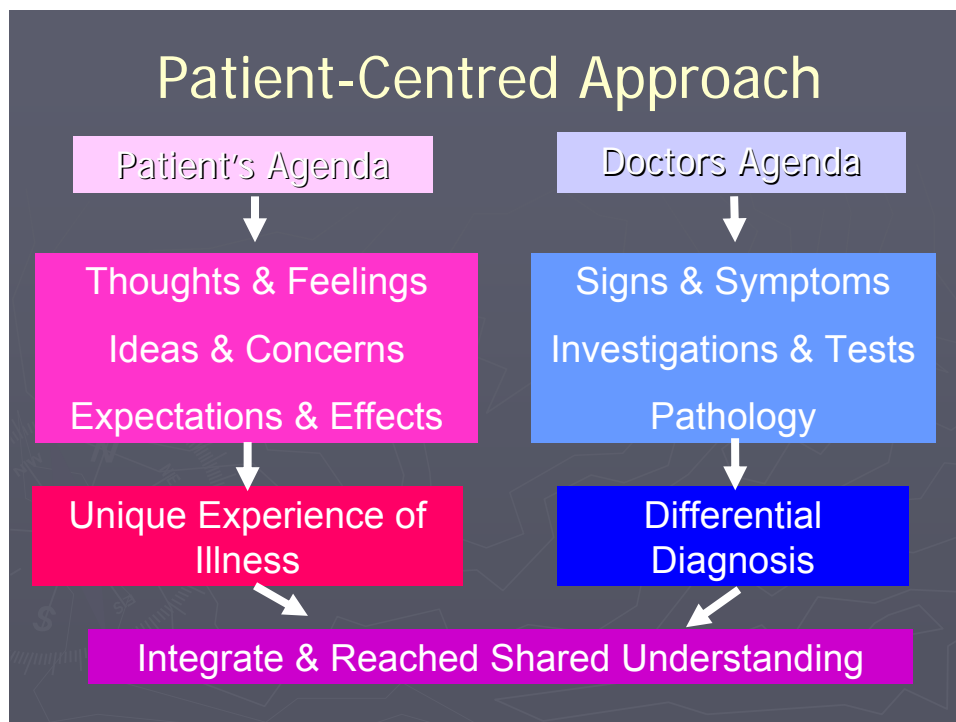 Patient-Centred Approach
Patient's Agenda
Doctors Agenda
Thoughts & Feelings
Ideas & Concerns
Expectations & Effects
Signs & Symptoms
Investigations & Tests
Pathology
Unique Experience of
Illness
Differential
Diagnosis
Integrate & Reached Shared Understanding